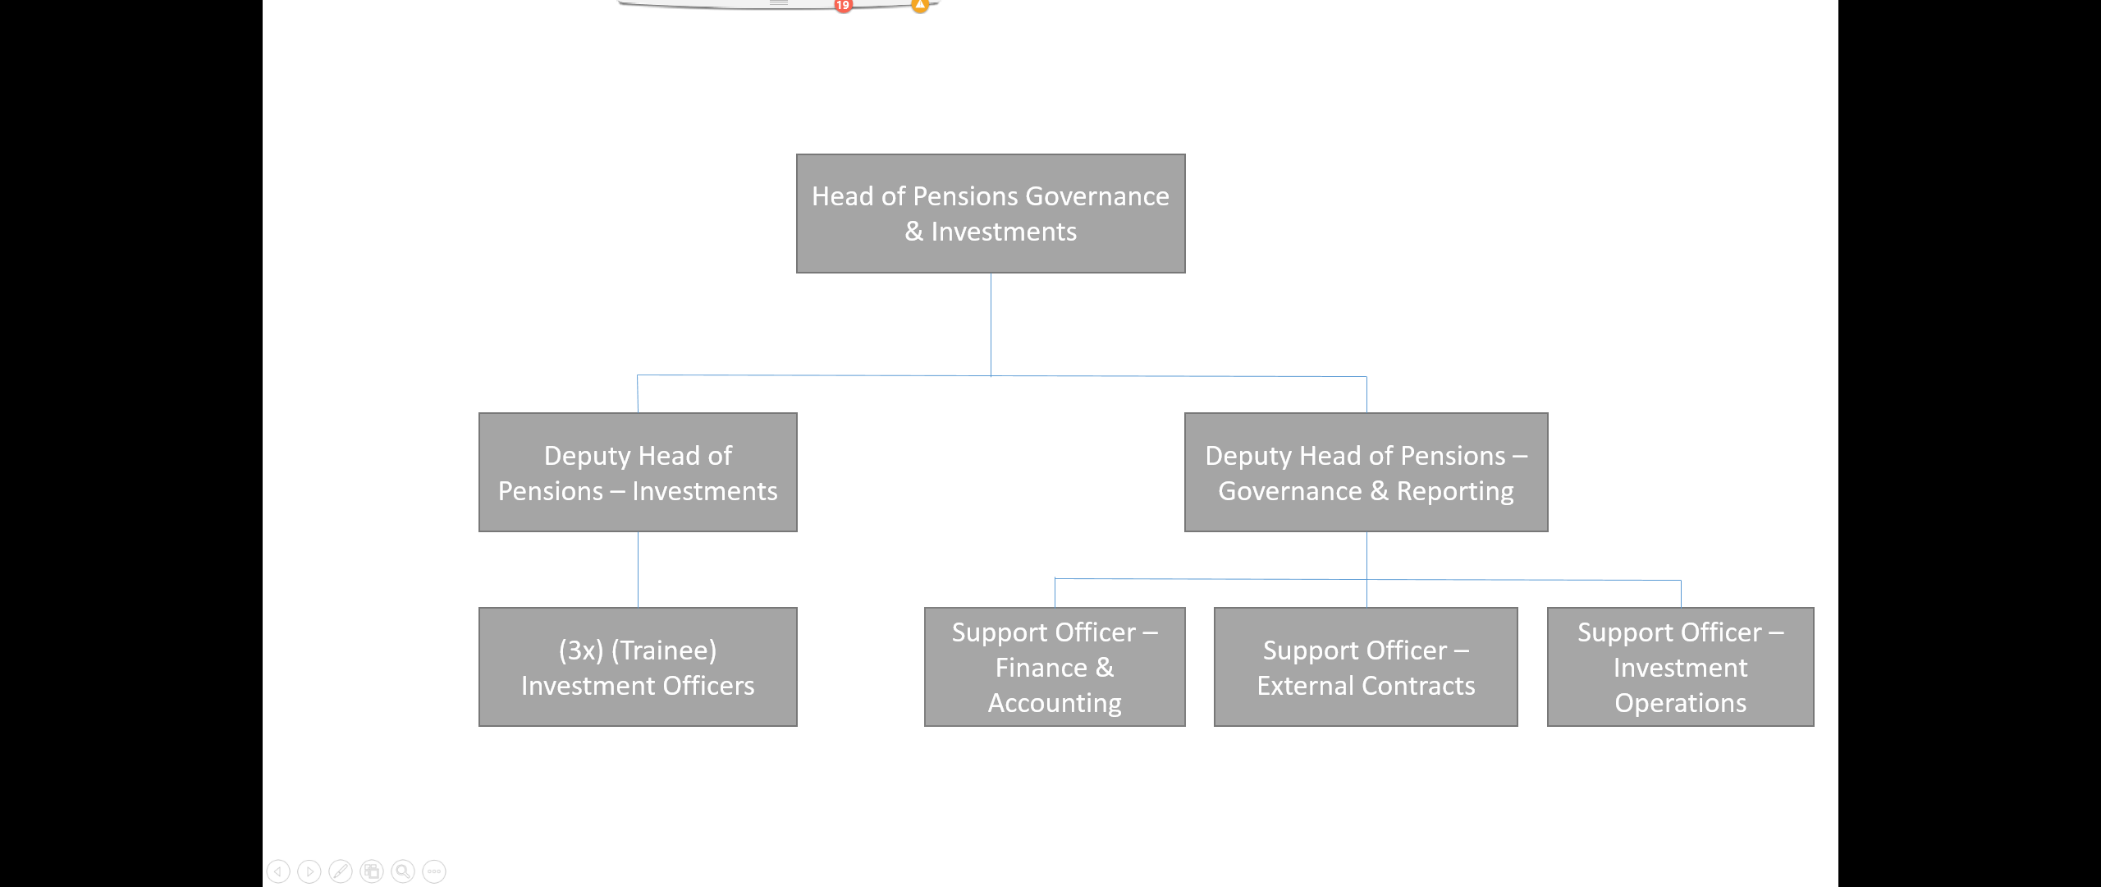 19
Head of Pensions Governance
& Investments
Deputy Head of
Pensions – Investments
Deputy Head of Pensions –
Governance & Reporting
(3x) (Trainee)
Investment Officers
Support Officer –
Finance &
Accounting
Support Officer –
External Contracts
Support Officer –
Investment
Operations